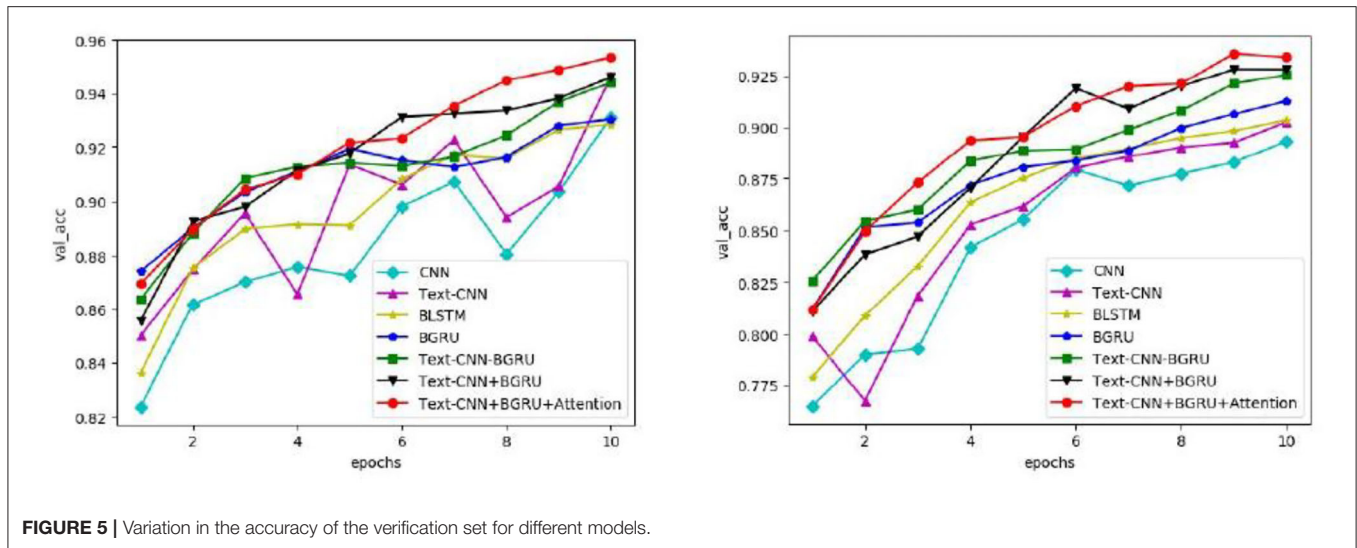 0.96
0.94
0.92
0.90
0.88
0.86
0.84
0.82
val_acc
2 4 6 8 10
epochs
CNN
Text-CNN
BLSTM
BGRU
Text-CNN-BGRU
Text-CNN+BGRU
Text-CNN+BGRU+Attention
0.925
0.900
0.875
0.850
0.825
0.800
0.775
val_acc
2 4 6 8 10
epochs
CNN
Text-CNN
BLSTM
BGRU
Text-CNN-BGRU
Text-CNN+BGRU
Text-CNN+BGRU+Attention
FIGURE 5 | Variation in the accuracy of the verification set for different models.